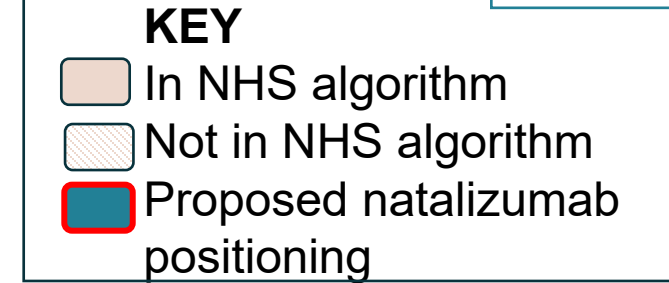 KEY
In NHS algorithm
Not in NHS algorithm
Proposed natalizumab
positioning